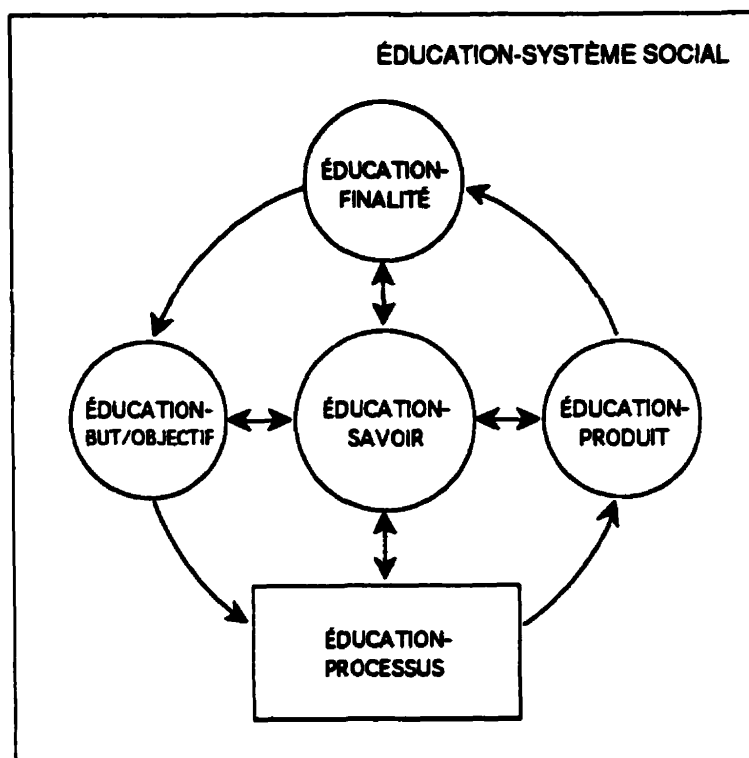 ÉDUCATION-SYSTÈME SOCIAL
ÉDUCATION-
FINALITÉ
ÉDUCATION-
BUT/OBJECTIF
ÉDUCATION-
SAVOIR
ÉDUCATION-
PRODUIT
ÉDUCATION-
PROCESSUS